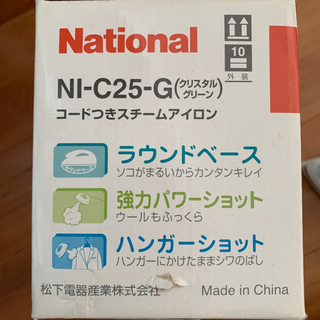 National
10
外装
NI-C25-G(クリスタルグリーン)
コードつきスチームアイロン
ラウンドベース
ソコがまるいからカンタンキレイ
強力パワーショット
ウールもふっくら
ハンガーショット
ハンガーにかけたままシワのばし
松下電器産業株式会社 Made in China